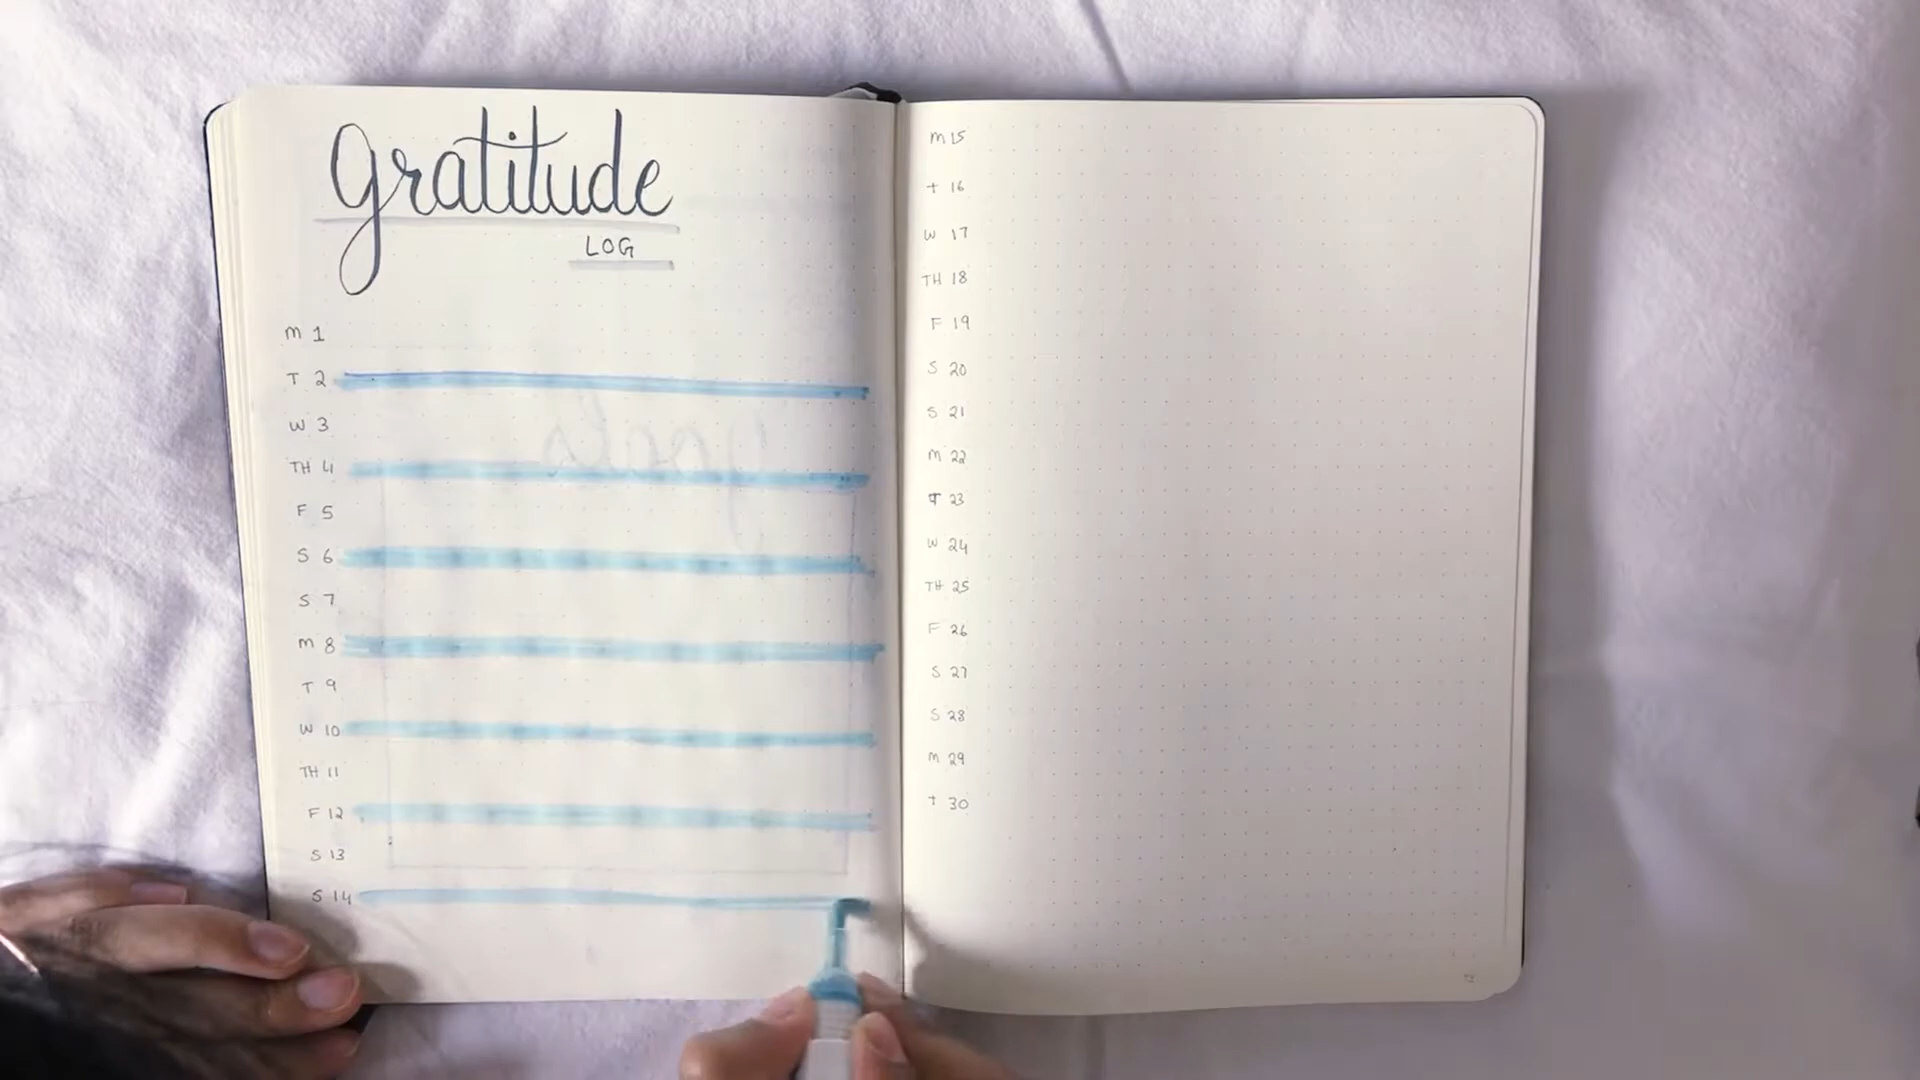 gratitude
LOG
M 1
T 2
W 3
TH 4
F 5
S 6
S 7
M 8
T 9
W 10
TH 11
F 12
S 13
S 14
M 15
T 16
W 17
TH 18
F 19
S 20
S 21
M 22
T 23
W 24
TH 25
F 26
S 27
S 28
M 29
T 30